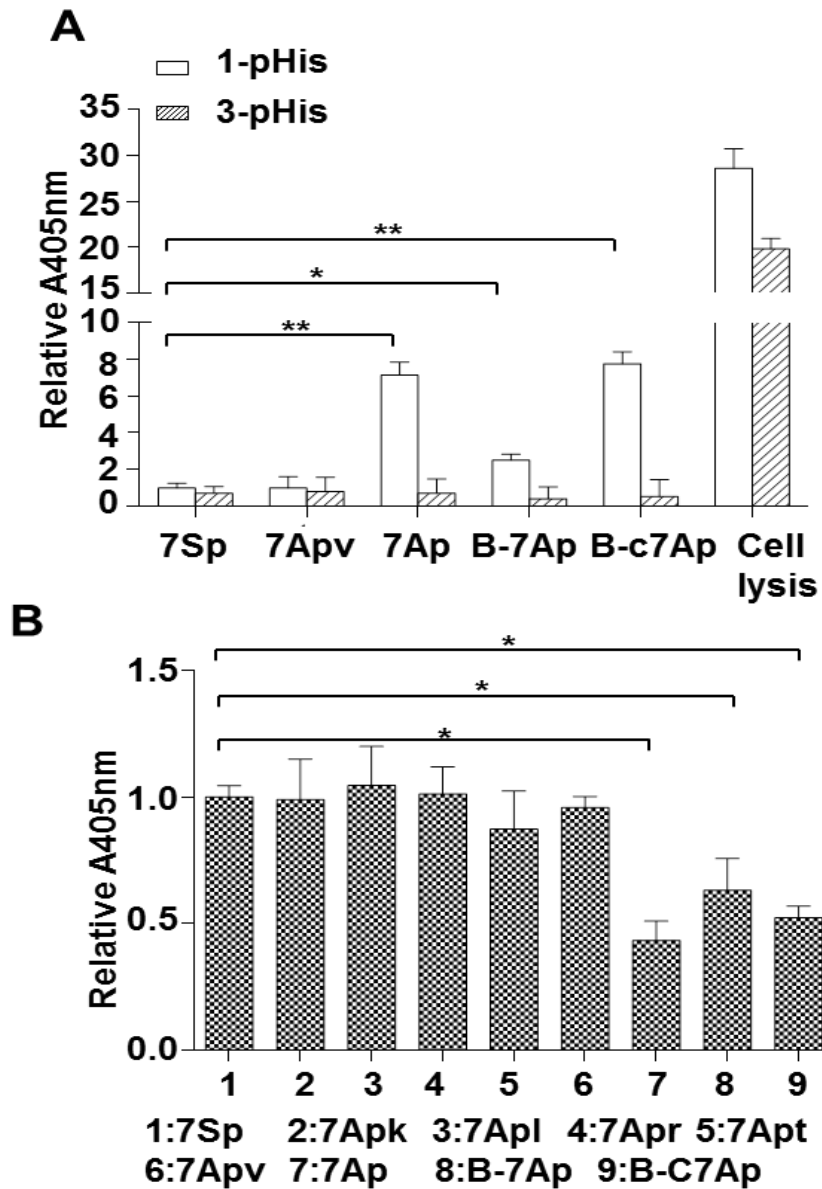 A
1-pHis
3-pHis
35
30
25
20
15
10
8
6
4
2
0
Relative A405nm
**
*
**
7Sp 7Apv 7Ap B-7Ap B-c7Ap Cell
lysis
B
1.5
1.0
0.5
0.0
Relative A405nm
*
*
*
1 2 3 4 5 6 7 8 9
1:7Sp 2:7Apk 3:7Apl 4:7Apr 5:7Apt
6:7Apv 7:7Ap 8:B-7Ap 9:B-C7Ap